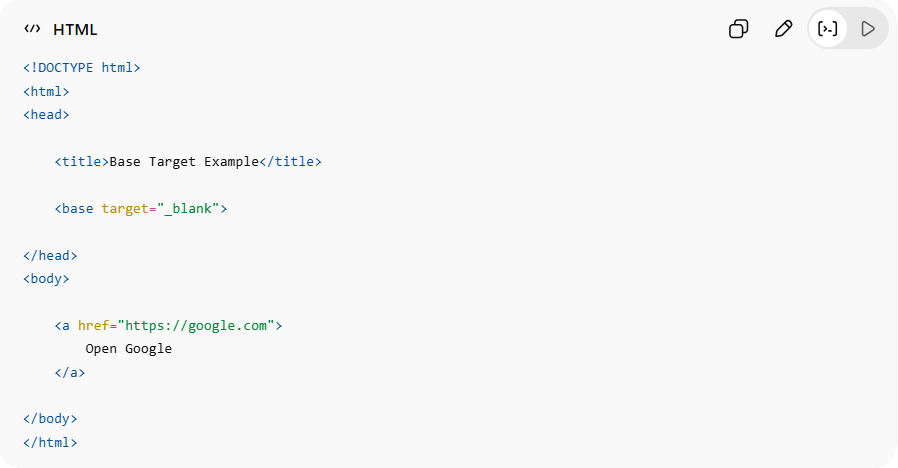 HTML
<!DOCTYPE html>
<html>
<head>
<title>Base Target Example</title>
<base target="_blank">
</head>
<body>
<a href="https://google.com">
Open Google
</a>
</body>
</html>